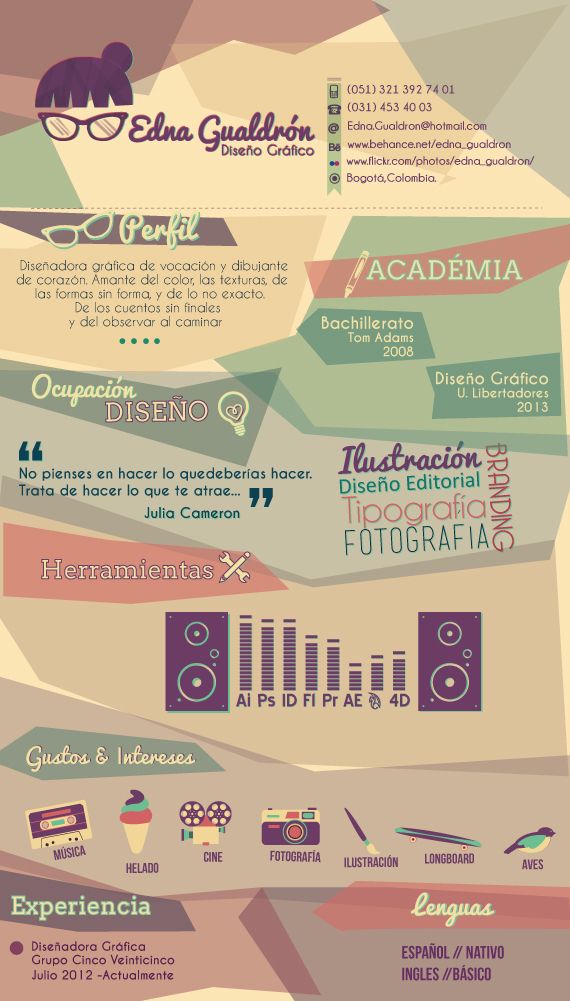 Edna Gualdrón
Diseño Gráfico
(051) 321 392 74 01
(031) 453 40 03
@ Edna.Gualdron@hotmail.com
Bē www.behance.net/edna_gualdron
www.flickr.com/photos/edna_gualdron/
Bogotá,Colombia.
Perfil
Diseñadora gráfica de vocación y dibujante
de corazón. Amante del color, las texturas, de
las formas sin forma, y de lo no exacto.
De los cuentos sin finales
y del observar al caminar
ACADÉMIA
Bachillerato
Tom Adams
2008
Diseño Gráfico
U. Libertadores
2013
Ocupación
DISEÑO
“
No pienses en hacer lo quedeberías hacer.
Trata de hacer lo que te atrae...
Julia Cameron ”
Ilustración
Diseño Editorial
Tipografía
FOTOGRAFIA
BRANDING
Herramientas
Ai Ps ID Fl Pr AE 4D
Gustos & Intereses
MÚSICA
HELADO
CINE
FOTOGRAFÍA
ILUSTRACIÓN
LONGBOARD
AVES
Experiencia
Diseñadora Gráfica
Grupo Cinco Veinticinco
Julio 2012 -Actualmente
Lenguas
ESPAÑOL // NATIVO
INGLES //BÁSICO